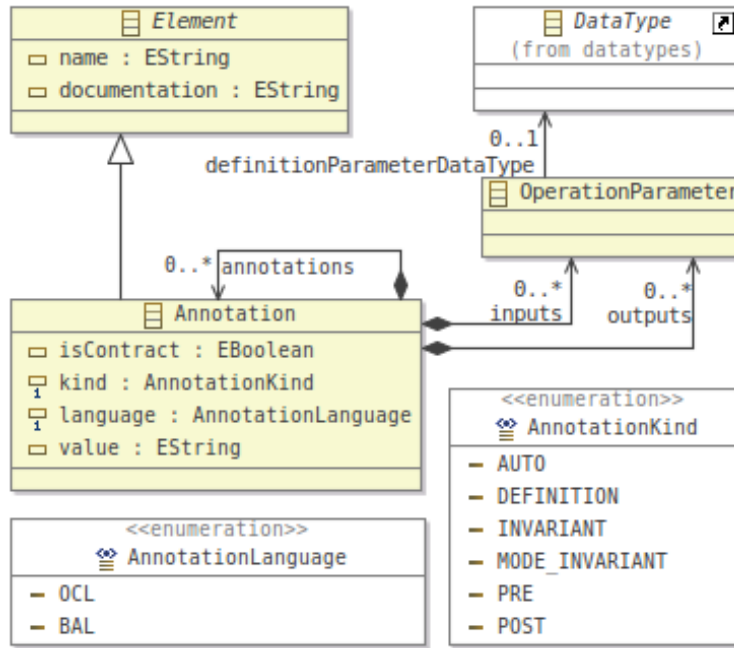 Element
name : EString
documentation : EString
DataType
(from datatypes)
0..1
definitionParameterDataType
OperationParameter
0..* annotations
0..*
inputs
0..*
outputs
Annotation
isContract : EBoolean
1 kind : AnnotationKind
1 language : AnnotationLanguage
value : EString
<<enumeration>>
AnnotationKind
AUTO
DEFINITION
INVARIANT
MODE_INVARIANT
PRE
POST
<<enumeration>>
AnnotationLanguage
OCL
BAL